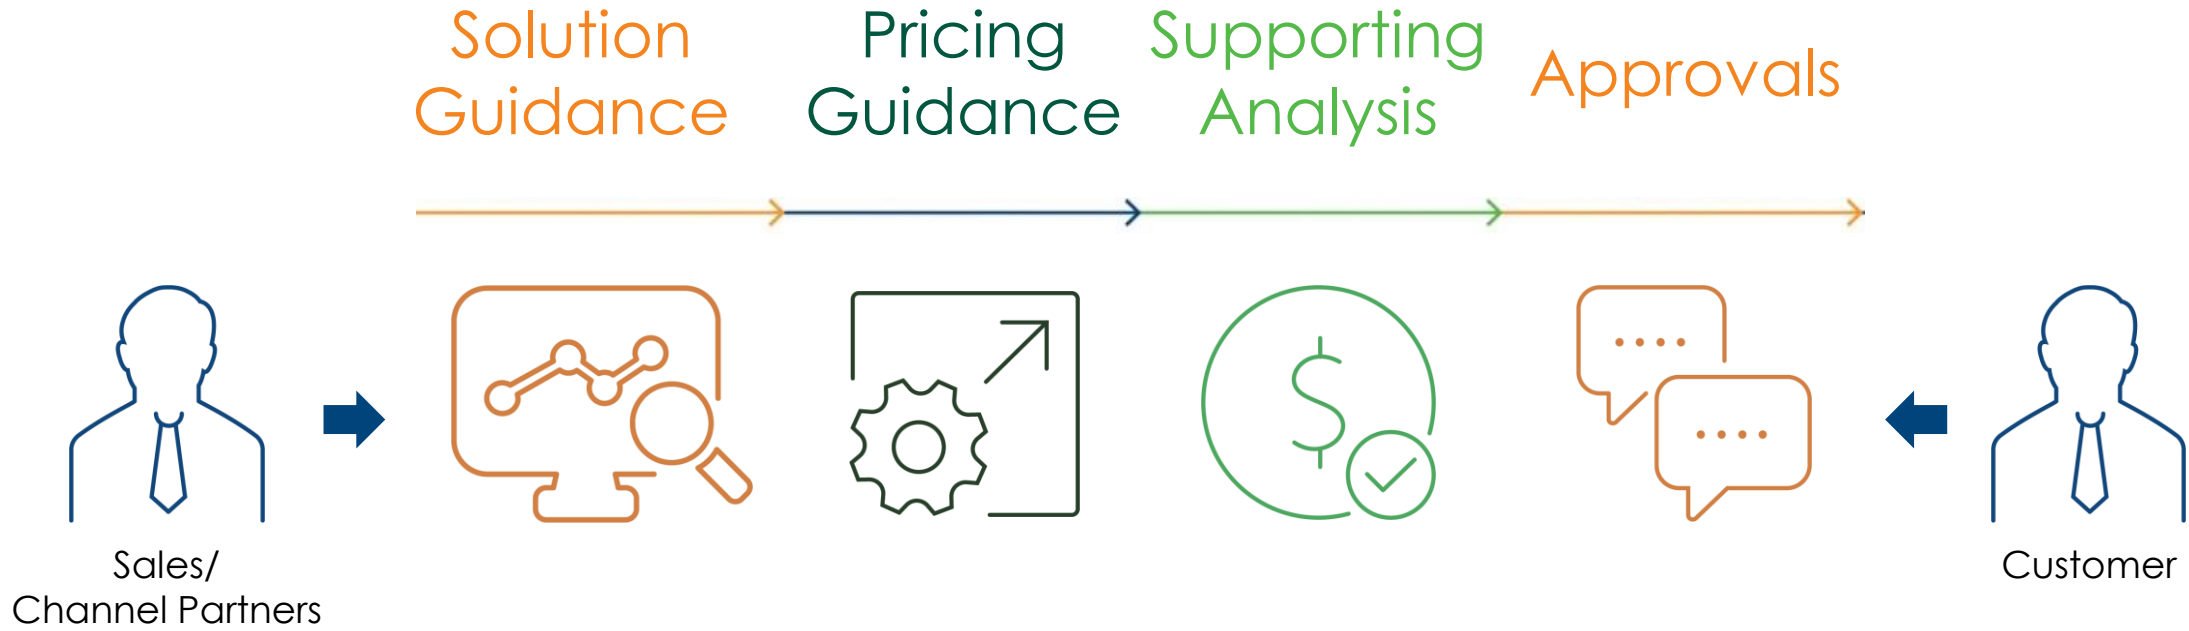 Solution
Guidance
Pricing
Guidance
Supporting
Analysis
Approvals
Sales/
Channel Partners
Customer